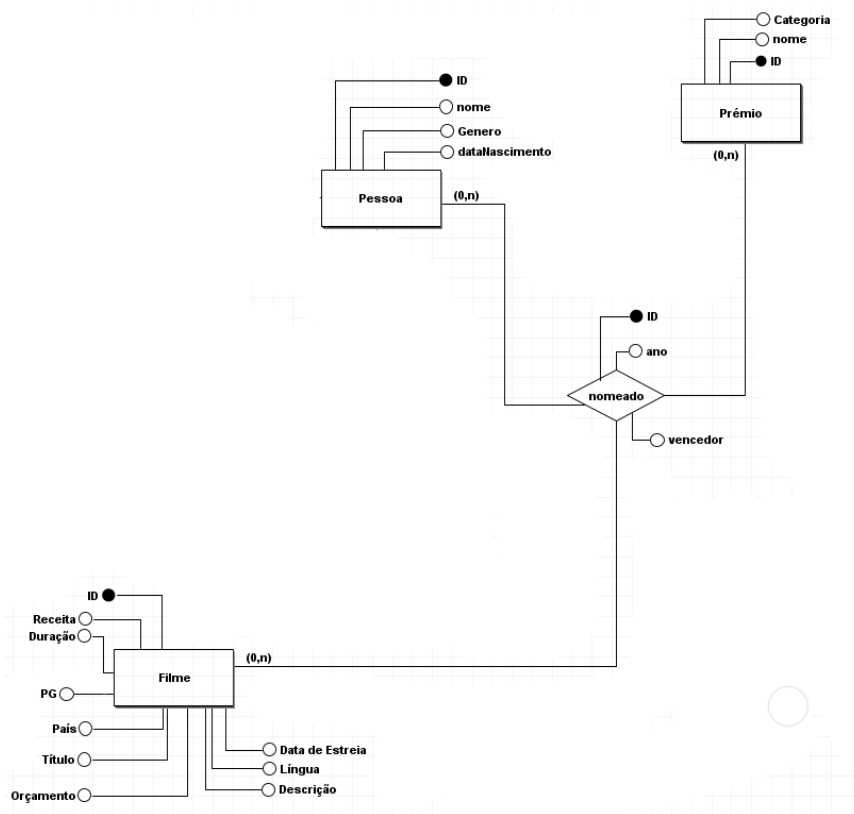 Categoria
nome
ID
Prémio
(0,n)
ID
nome
Genero
dataNascimento
Pessoa
(0,n)
ID
ano
nomeado
vencedor
ID
Receita
Duração
(0,n)
Filme
PG
País
Título
Orçamento
Data de Estreia
Língua
Descrição